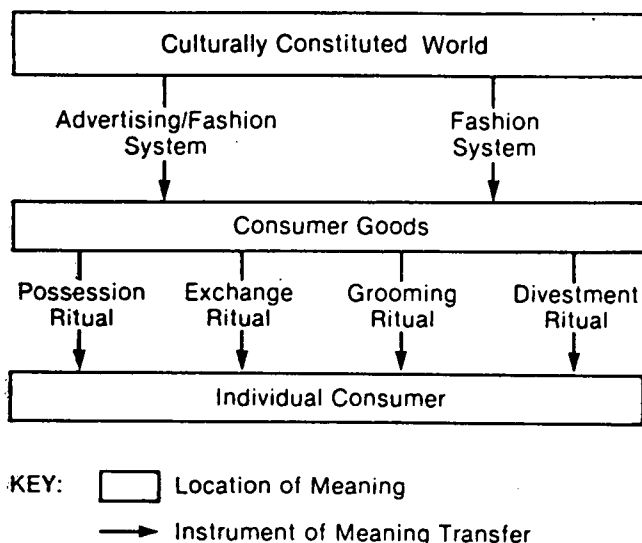 Culturally Constituted World
Advertising/Fashion System
Fashion System
Consumer Goods
Possession Ritual
Exchange Ritual
Grooming Ritual
Divestment Ritual
Individual Consumer
KEY:
Location of Meaning
Instrument of Meaning Transfer